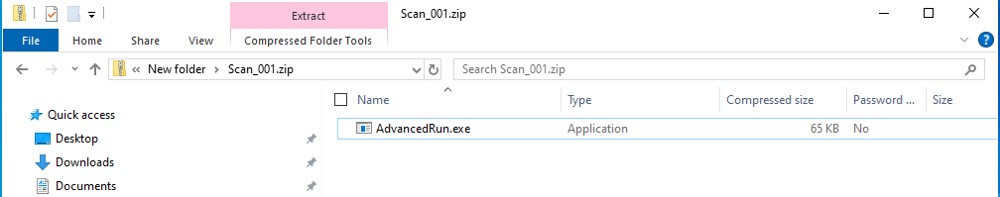 Extract Scan_001.zip
File Home Share View Compressed Folder Tools
New folder Scan_001.zip Search Scan_001.zip
Quick access
Desktop
Downloads
Documents
Name Type Compressed size Password ... Size
AdvancedRun.exe Application 65 KB No